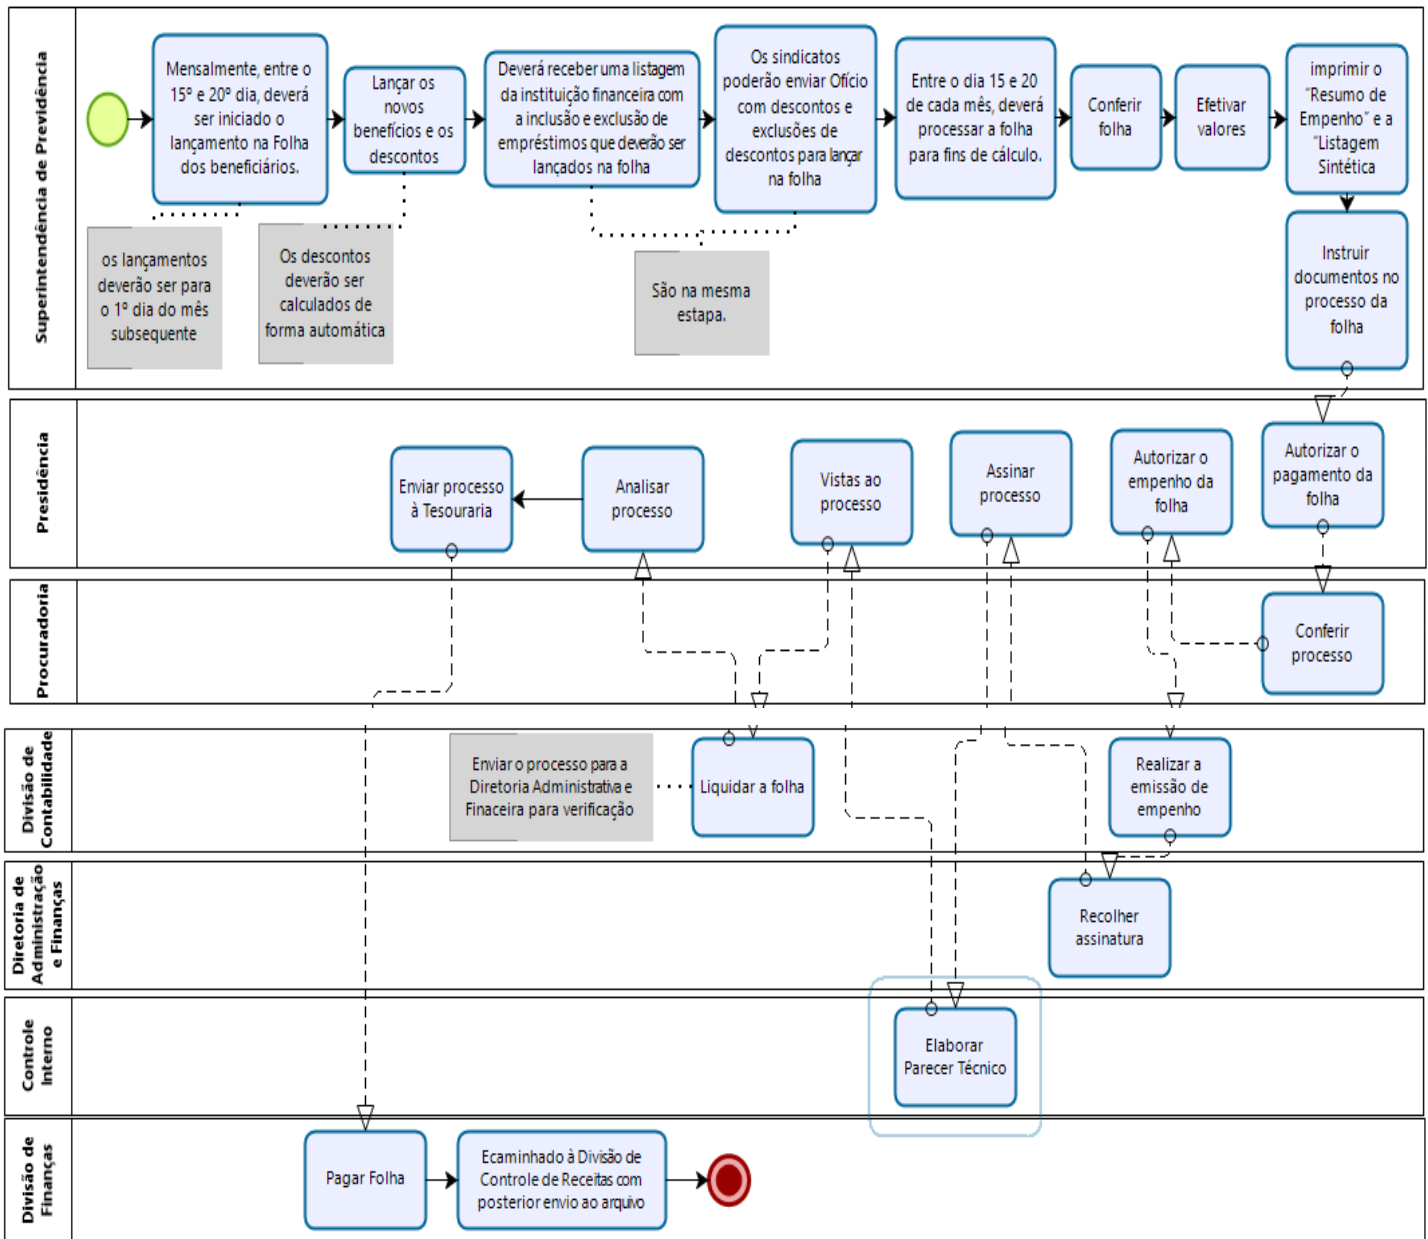 Superintendência de Previdência
Mensalmente, entre o
15º e 20º dia, deverá
ser iniciado o
lançamento na Folha
dos beneficiários.
Lançar os
novos
benefícios e os
descontos
Deverá receber uma listagem
da instituição financeira com
a inclusão e exclusão de
empréstimos que deverão ser
lançados na folha
Os sindicatos
poderão enviar Ofício
com descontos e
exclusões de
descontos para lançar
na folha
Entre o dia 15 e 20
de cada mês, deverá
processar a folha
para fins de cálculo.
Conferir
folha
Efetivar
valores
imprimir o
"Resumo de
Empenho" e a
"Listagem
Sintética
os lançamentos
deverão ser para
o 1º dia do mês
subsequente
Os descontos
deverão ser
calculados de
forma automática
São na mesma
estapa.
Instruir
documentos no
processo da
folha
Presidência
Enviar processo
à Tesouraria
Analisar
processo
Vistas ao
processo
Assinar
processo
Autorizar o
empenho da
folha
Autorizar o
pagamento da
folha
Procuradoria
Conferir
processo
Divisão de
Contabilidade
Enviar o processo para a
Diretoria Administrativa e
Finaceira para verificação
Liquidar a folha
Realizar a
emissão de
empenho
Diretoria de
Administração
e Finanças
Recolher
assinatura
Controle
Interno
Elaborar
Parecer Técnico
Divisão de
Finanças
Pagar Folha
Ecaminhado à Divisão de
Controle de Receitas com
posterior envio ao arquivo